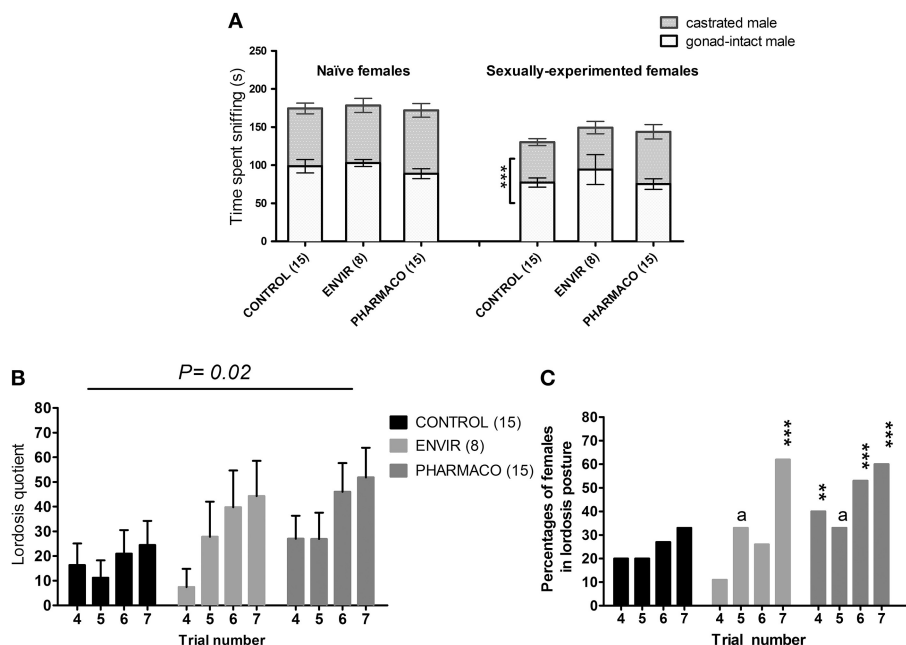 A
castrated male
gonad-intact male
Time spent sniffing (s)
250
200
150
100
50
0
Naïve females
Sexually-experimented females
***
CONTROL (15)
ENVIR (8)
PHARMACO (15)
CONTROL (15)
ENVIR (8)
PHARMACO (15)
B
P= 0.02
Lordosis quotient
80
70
60
50
40
30
20
10
0
CONTROL (15)
ENVIR (8)
PHARMACO (15)
4 5 6 7 4 5 6 7 4 5 6 7
Trial number
C
Percentages of females
in lordosis posture
80
70
60
50
40
30
20
10
0
a
***
**
a
***
***
4 5 6 7 4 5 6 7 4 5 6 7
Trial number